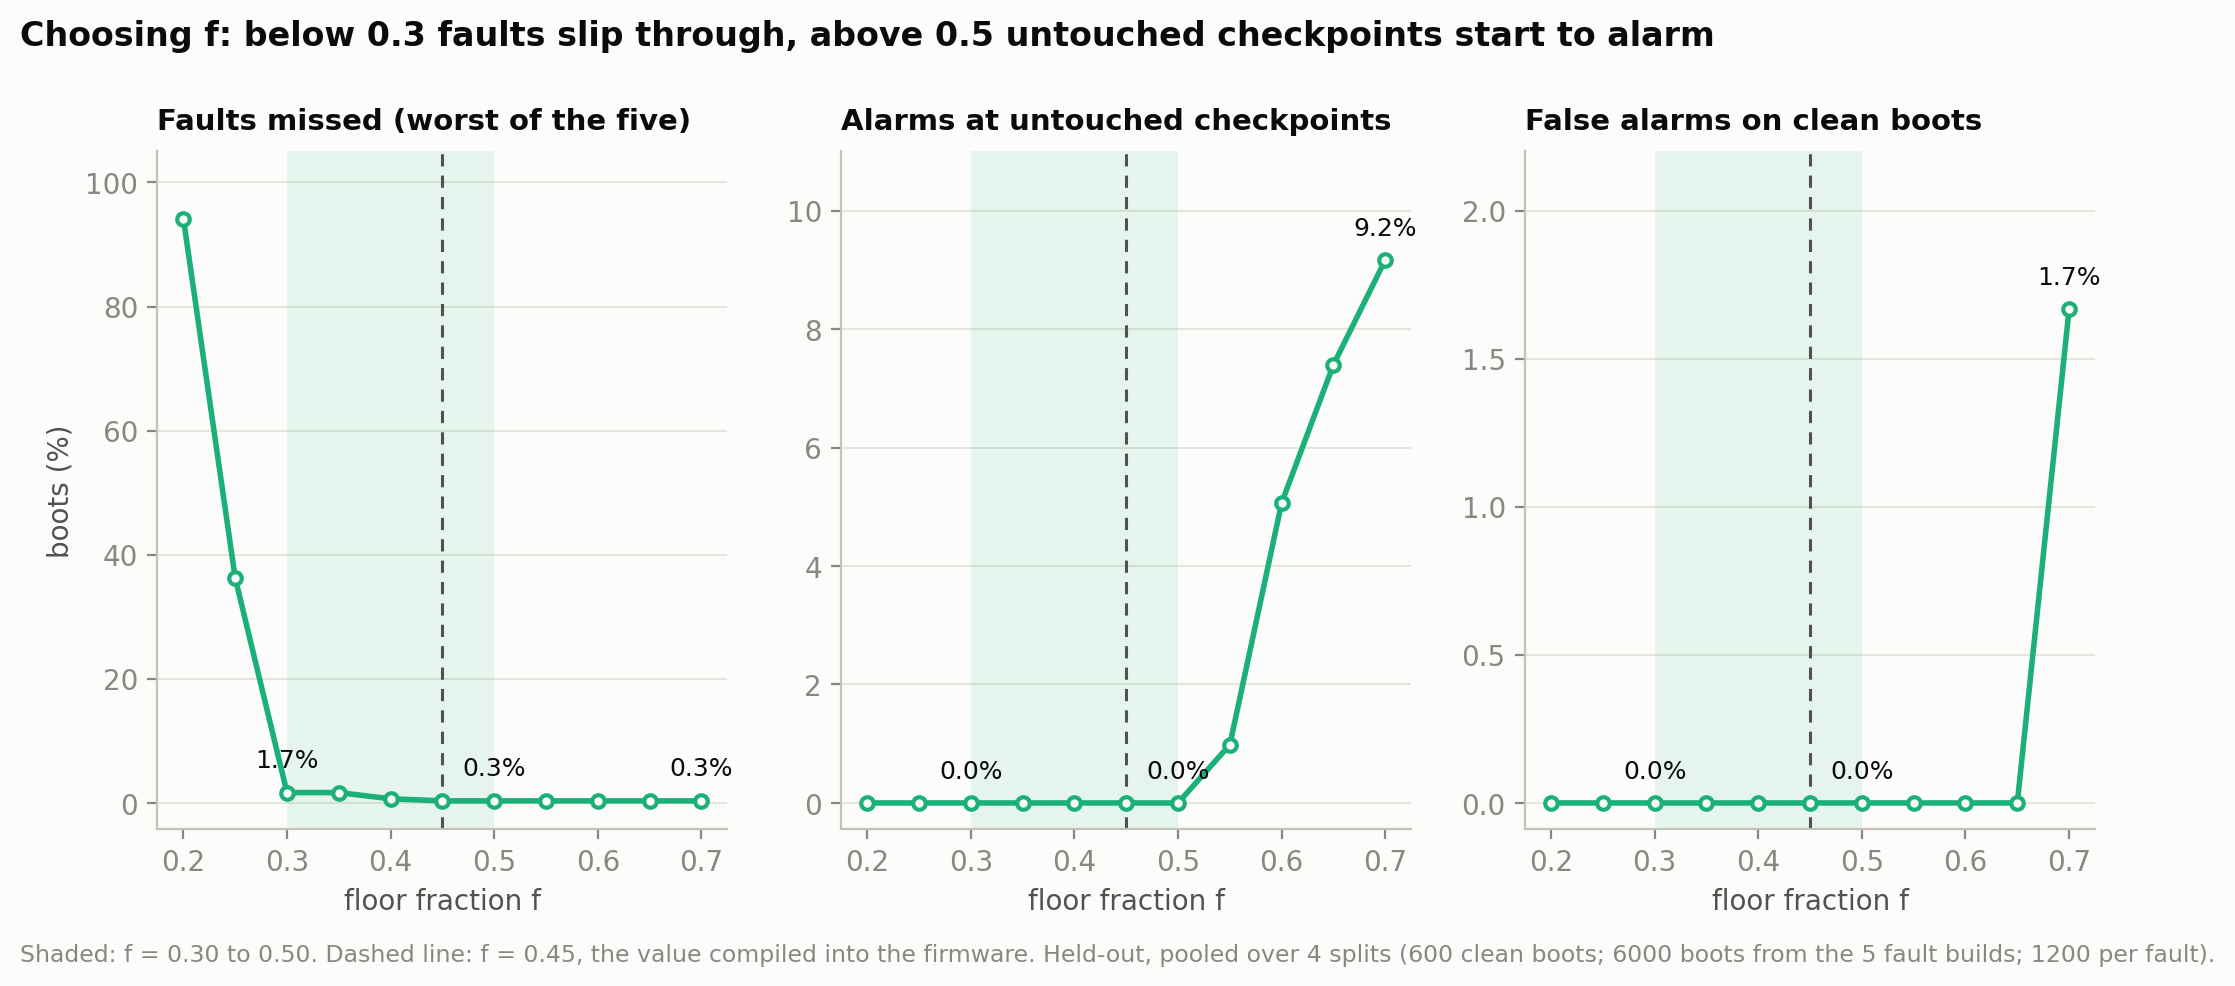 Choosing f: below 0.3 faults slip through, above 0.5 untouched checkpoints start to alarm
Faults missed (worst of the five)
boots (%)
100
80
60
40
20
0
1.7%
0.3%
0.3%
0.2 0.3 0.4 0.5 0.6 0.7
floor fraction f
Alarms at untouched checkpoints
10
8
6
4
2
0
0.0%
0.0%
9.2%
0.2 0.3 0.4 0.5 0.6 0.7
floor fraction f
False alarms on clean boots
2.0
1.5
1.0
0.5
0.0
0.0%
0.0%
1.7%
0.2 0.3 0.4 0.5 0.6 0.7
floor fraction f
Shaded: f = 0.30 to 0.50. Dashed line: f = 0.45, the value compiled into the firmware. Held-out, pooled over 4 splits (600 clean boots; 6000 boots from the 5 fault builds; 1200 per fault).